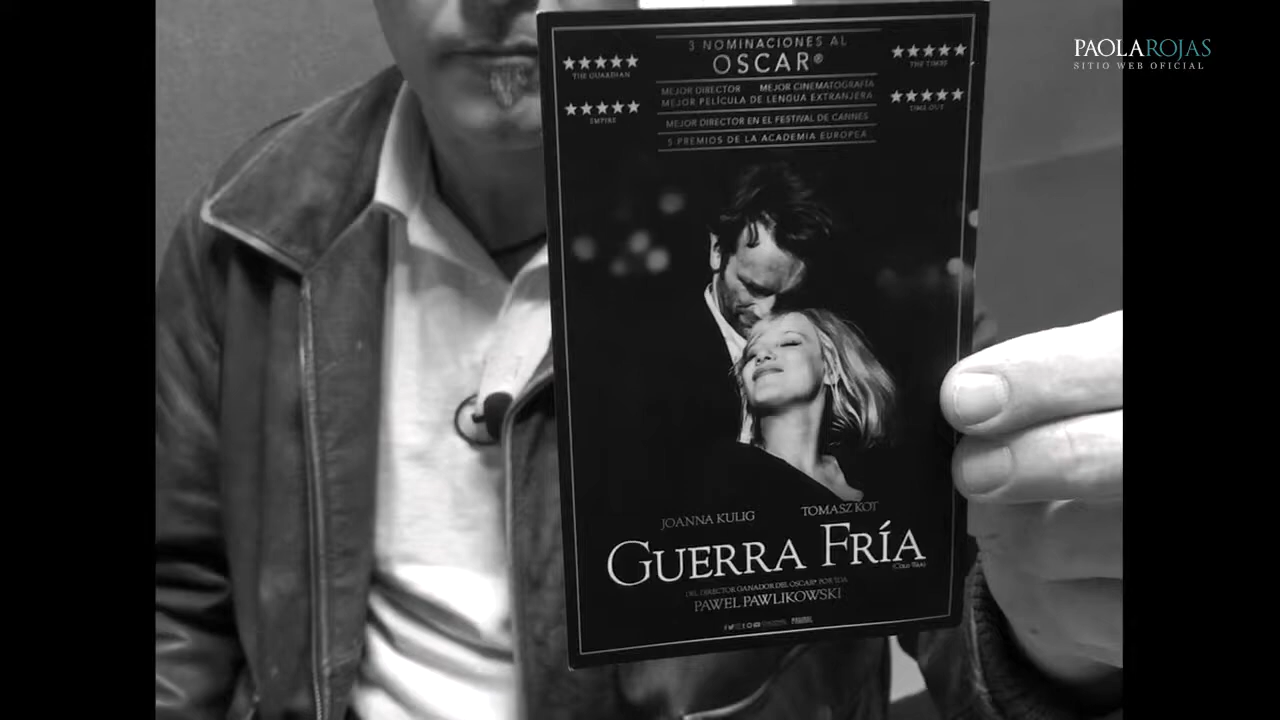 PAOLAROJAS
SITIO WEB OFICIAL
3 NOMINACIONES AL
OSCAR®
MEJOR DIRECTOR MEJOR CINEMATOGRAFÍA
MEJOR PELÍCULA DE LENGUA EXTRANJERA
MEJOR DIRECTOR EN EL FESTIVAL DE CANNES
5 PREMIOS DE LA ACADEMIA EUROPEA
★★★★★
THE GUARDIAN
★★★★★
EMPIRE
★★★★★
THE TIMES
★★★★★
TIME OUT
JOANNA KULIG TOMASZ KOT
GUERRA FRÍA
(COLD WAR)
DEL DIRECTOR GANADOR DEL OSCAR® POR IDA
PAWEL PAWLIKOWSKI